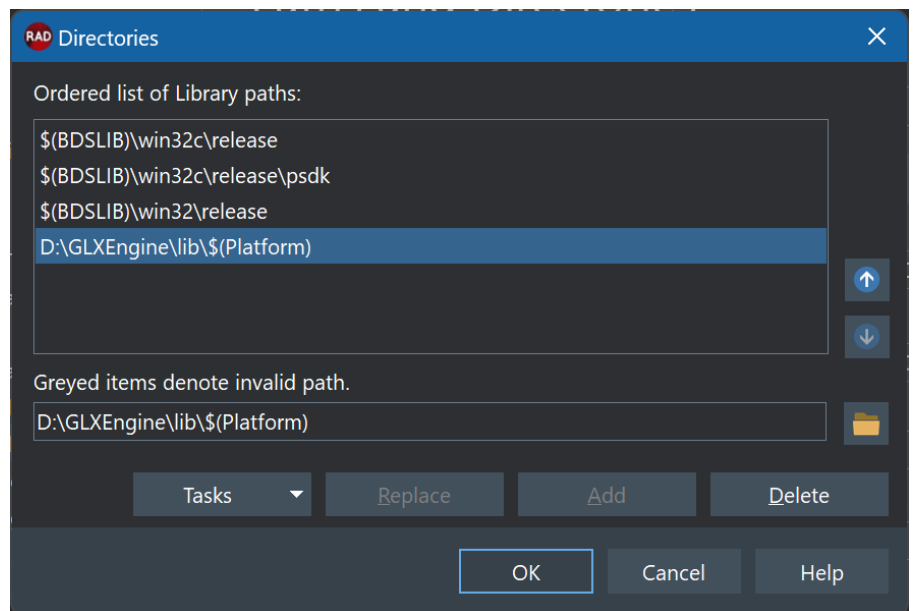 RAD Directories
Ordered list of Library paths:
$(BDSLIB)\win32c\release
$(BDSLIB)\win32c\release\psdk
$(BDSLIB)\win32\release
D:\GLXEngine\lib\$(Platform)
Greyed items denote invalid path.
D:\GLXEngine\lib\$(Platform)
Tasks Replace Add Delete
OK Cancel Help